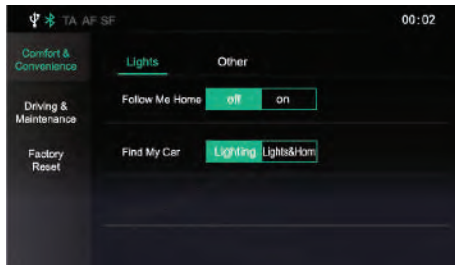 TA AF SF
00:02
Comfort &
Convenience
Lights
Other
Follow Me Home
off
on
Driving &
Maintenance
Find My Car
Lighting
Lights&Horn
Factory
Reset